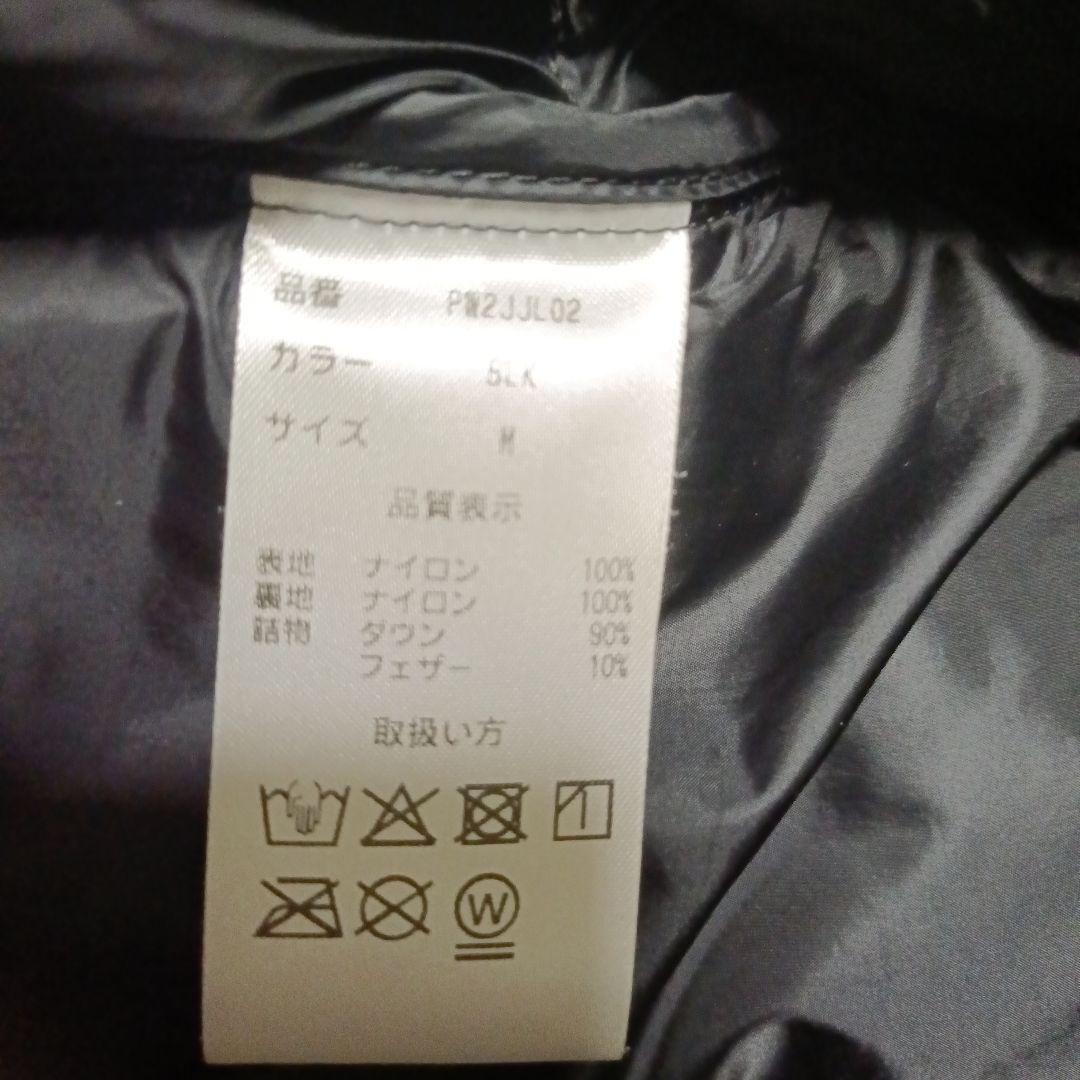 品番 PW2JJL02
カラー BLK
サイズ M
品質表示
表地 ナイロン 100%
裏地 ナイロン 100%
詰物 ダウン 90%
フェザー 10%
取扱い方
W